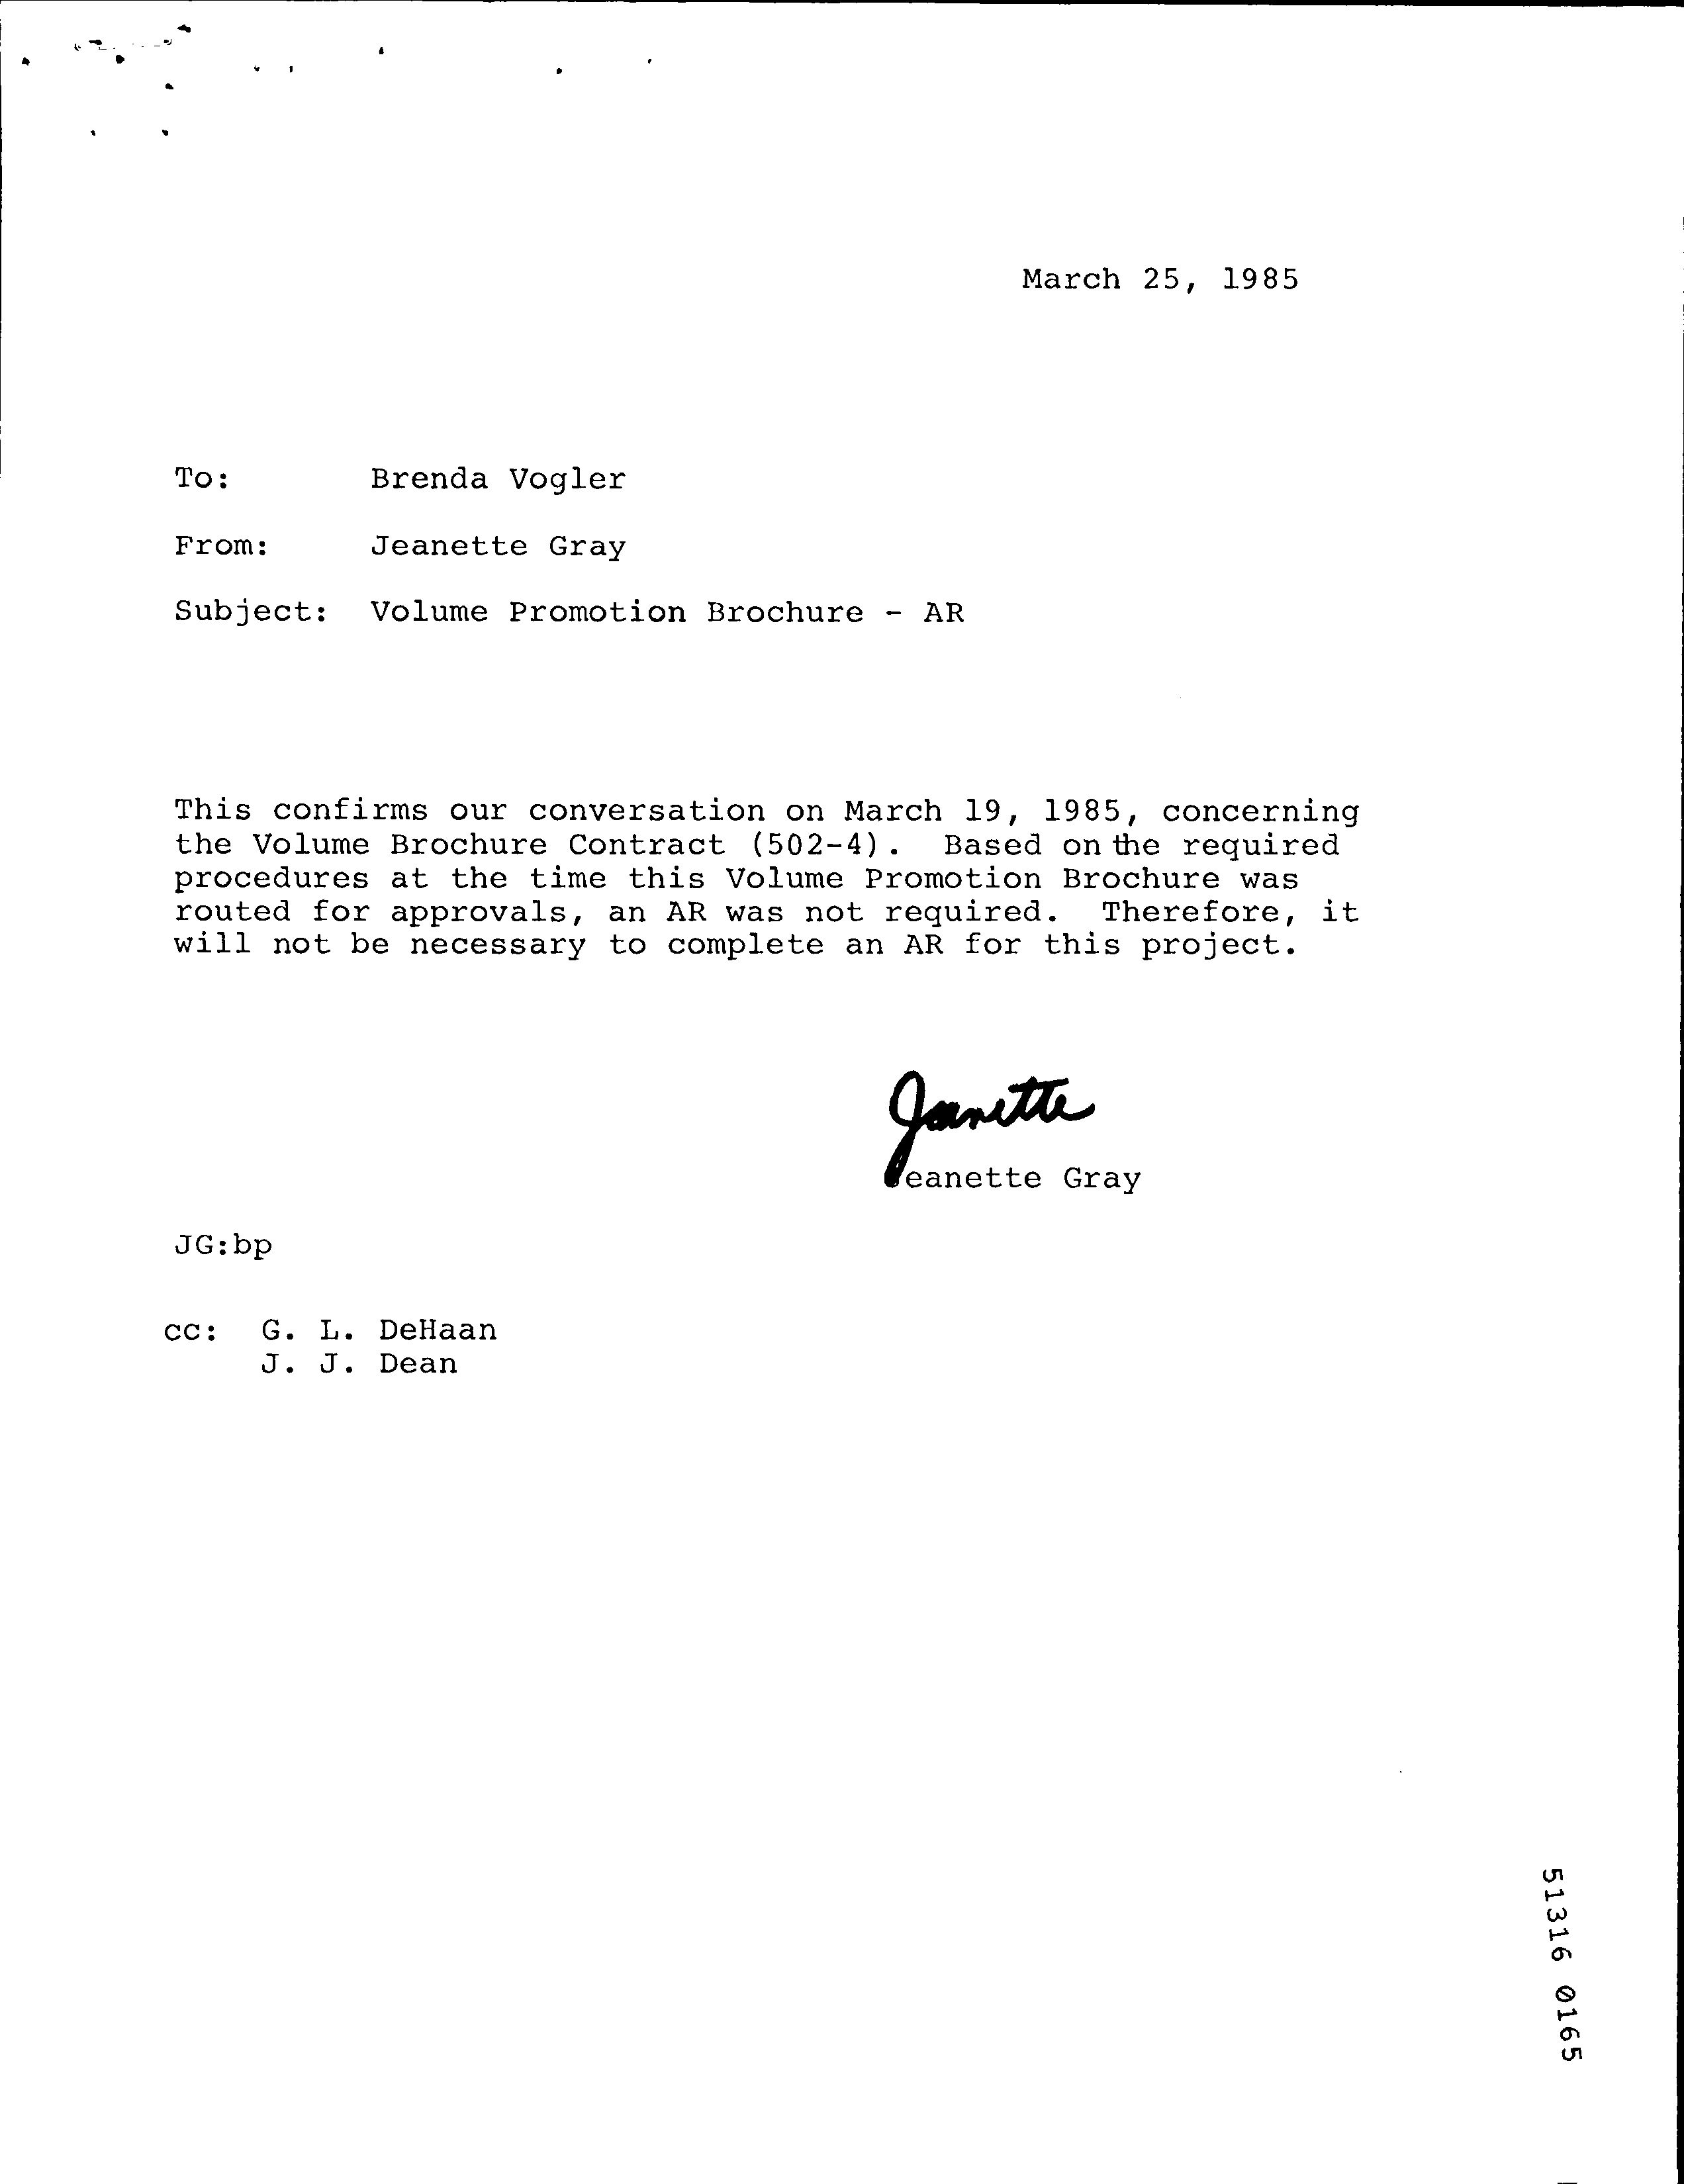 March 25, 1985
To: Brenda Vogler
From: Jeanette Gray
Subject: Volume Promotion Brochure - AR
This confirms our conversation on March 19, 1985, concerning
the Volume Brochure Contract (502-4). Based on the required
procedures at the time this Volume Promotion Brochure was
routed for approvals, an AR was not required. Therefore, it
will not be necessary to complete an AR for this project.
Jeanette
Jeanette Gray
JG:bp
cc: G. L. DeHaan
J. J. Dean
51316 0165